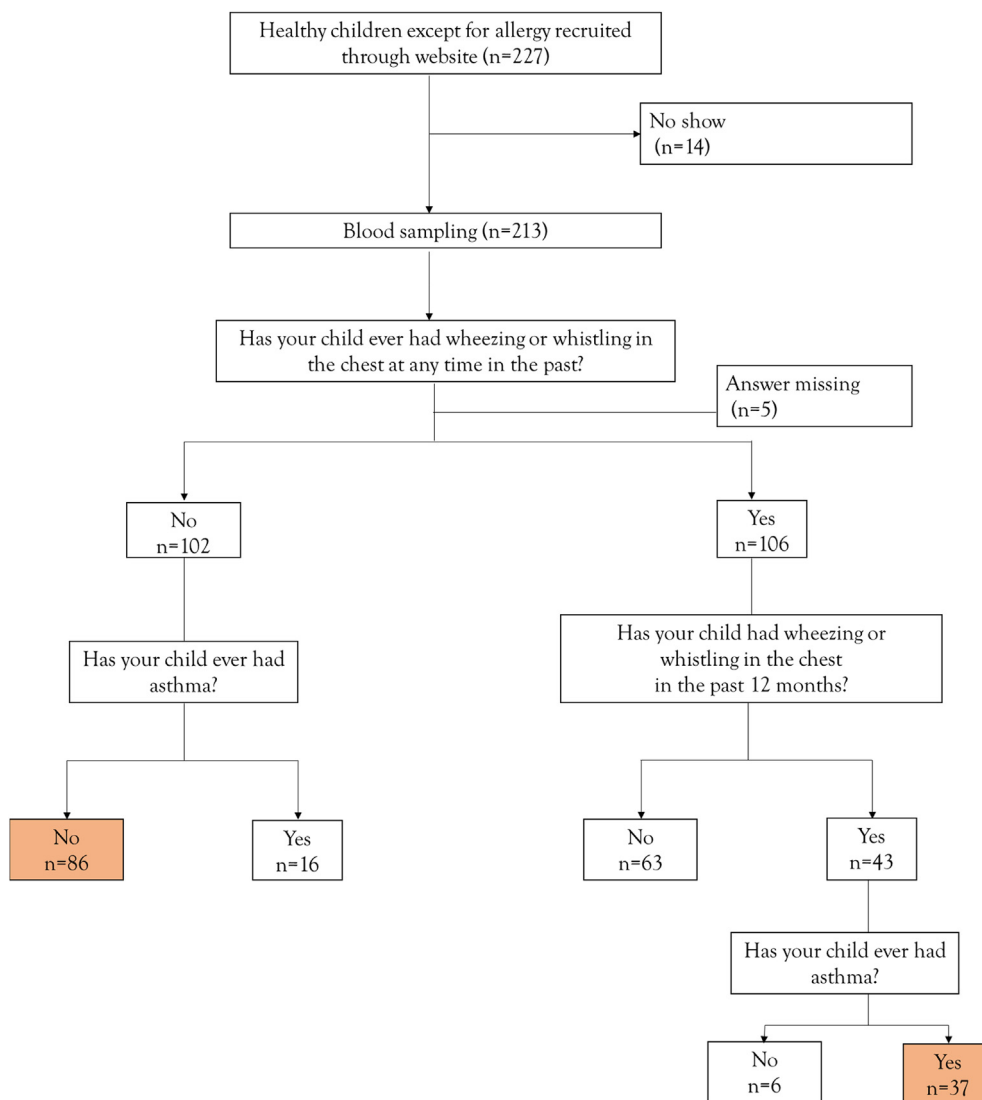 Healthy children except for allergy recruited
through website (n=227)
No show
(n=14)
Blood sampling (n=213)
Has your child ever had wheezing or whistling in
the chest at any time in the past?
Answer missing
(n=5)
No
n=102
Yes
n=106
Has your child ever had
asthma?
Has your child had wheezing or
whistling in the chest
in the past 12 months?
No
n=86
Yes
n=16
No
n=63
Yes
n=43
Has your child ever had
asthma?
No
n=6
Yes
n=37